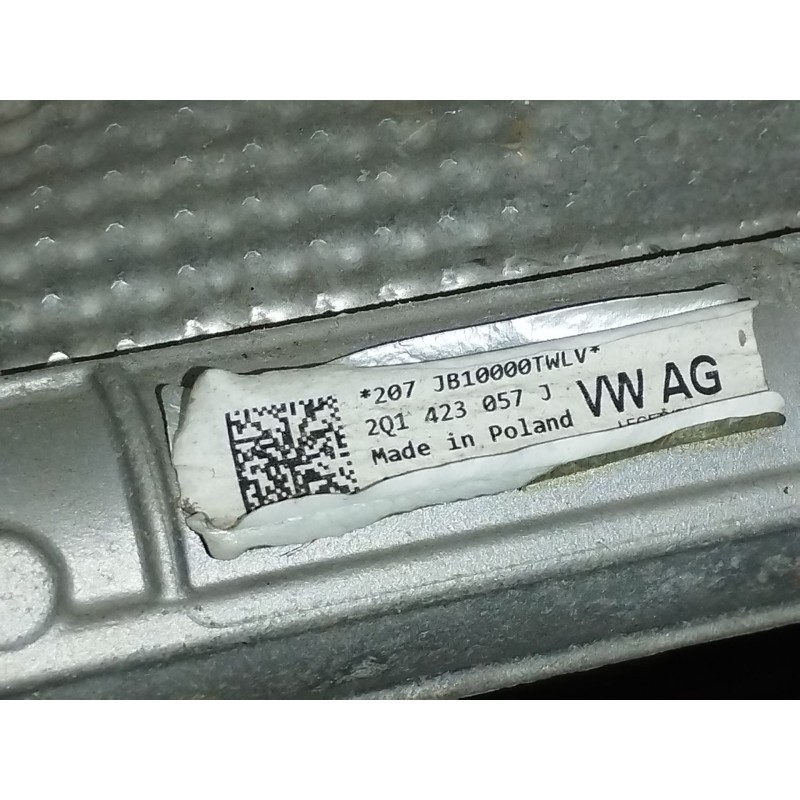 *207 JB10000TWLV*
2Q1 423 057 J
Made in Poland
VW AG